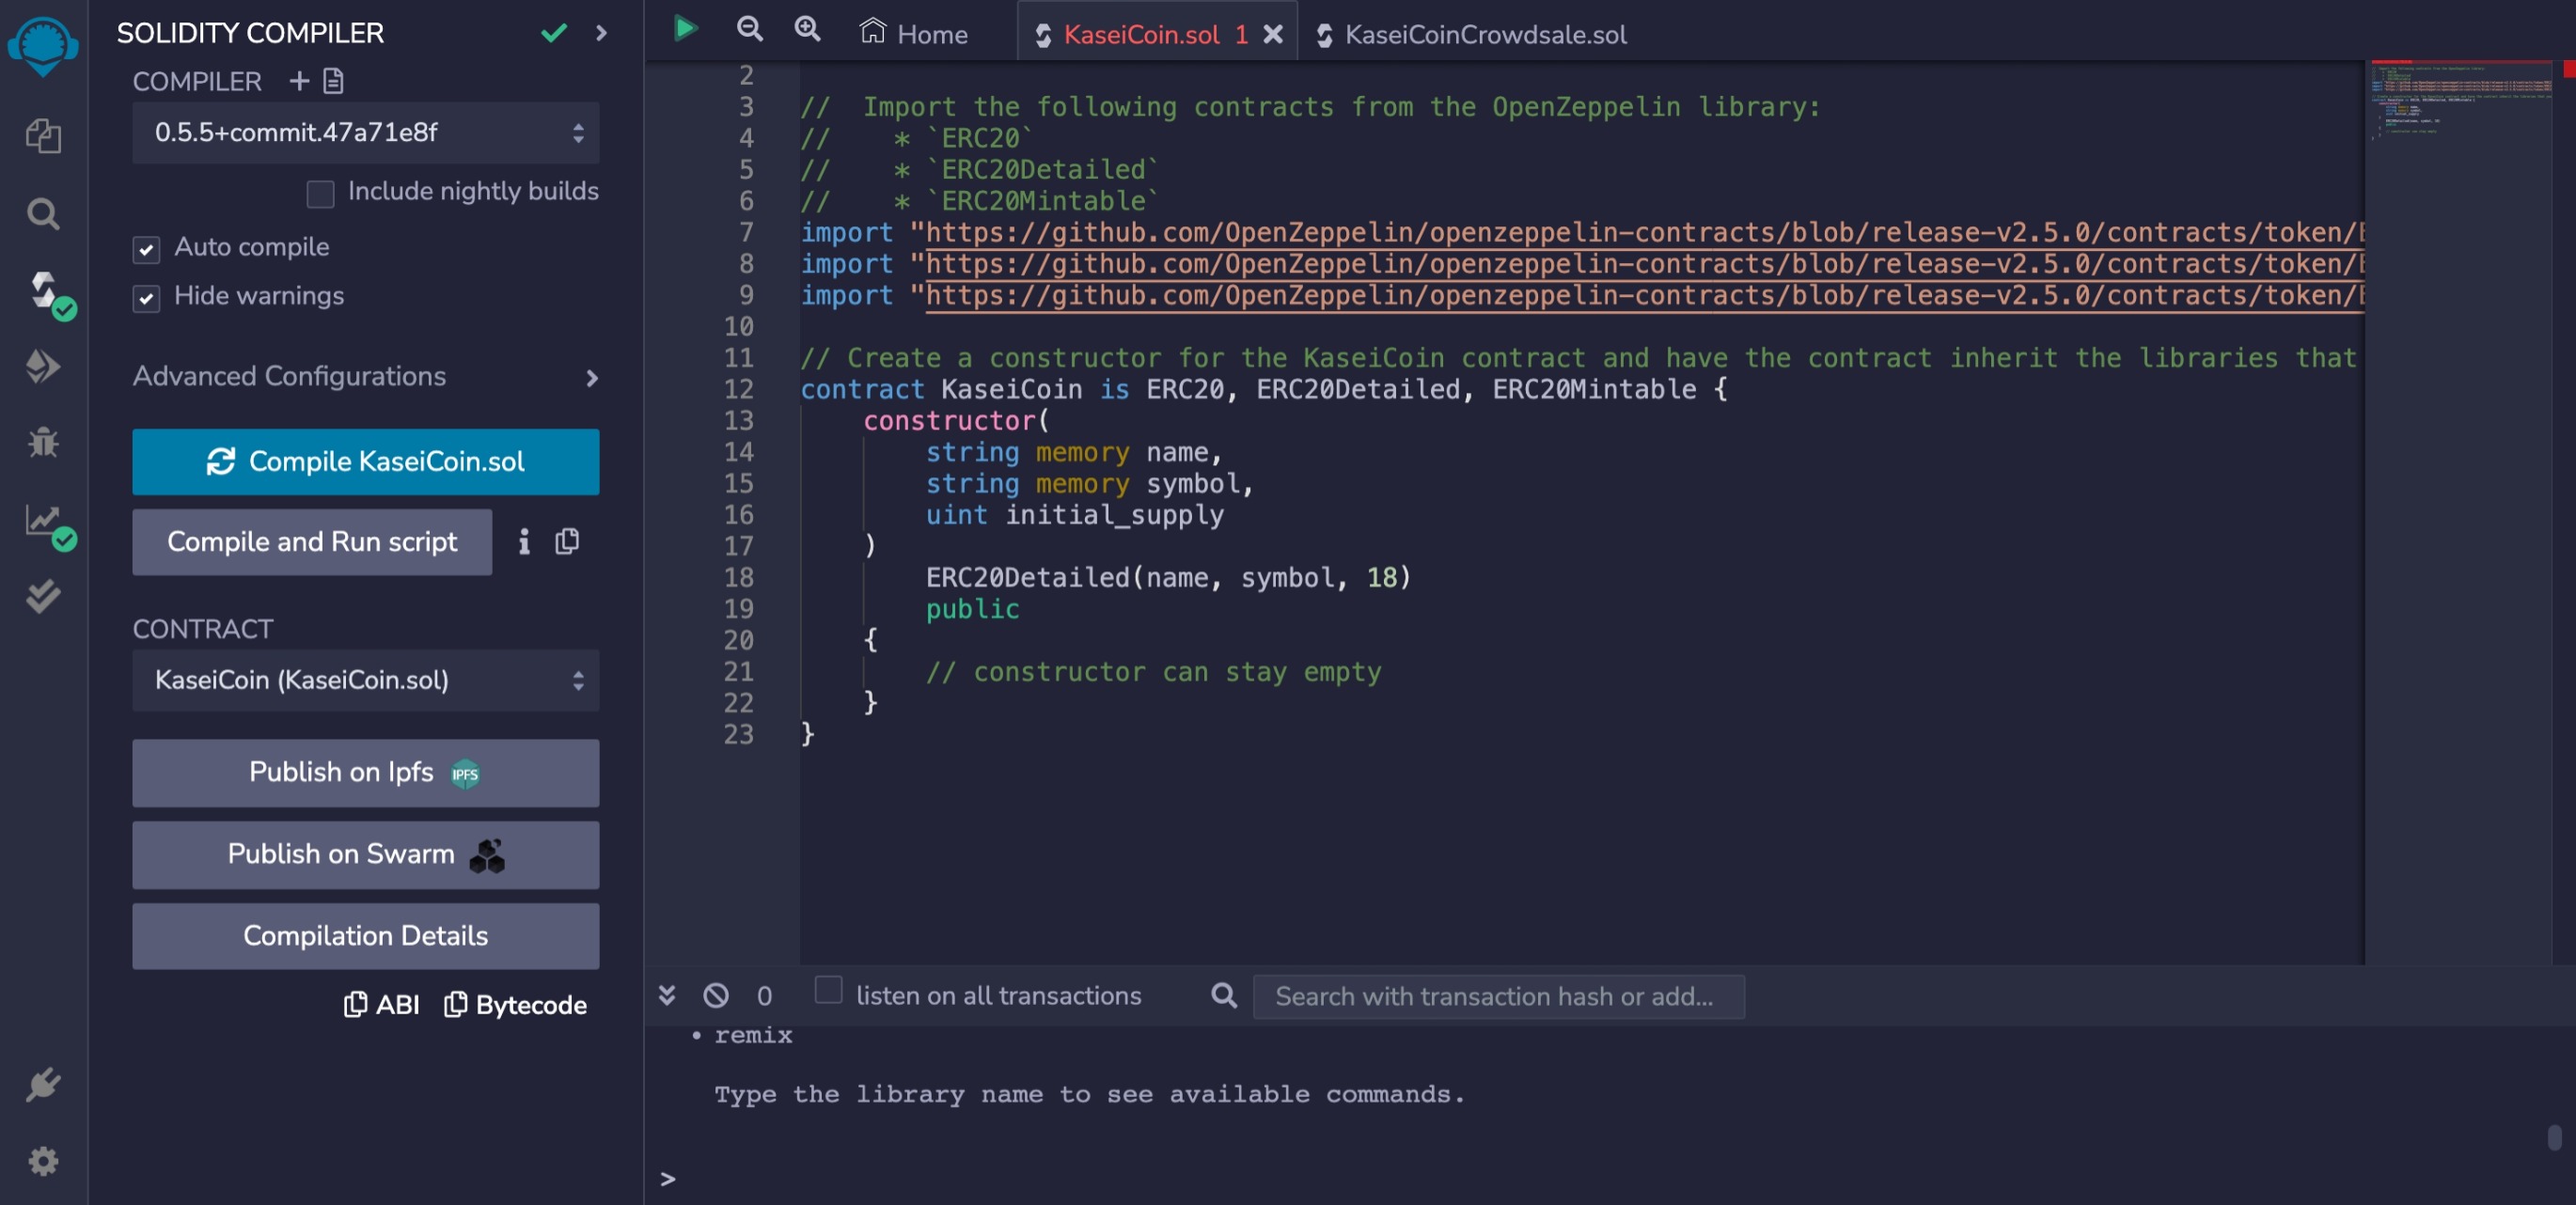 SOLIDITY COMPILER
COMPILER
0.5.5+commit.47a71e8f
Include nightly builds
Auto compile
Hide warnings
Advanced Configurations
Compile KaseiCoin.sol
Compile and Run script
CONTRACT
KaseiCoin (KaseiCoin.sol)
Publish on Ipfs
IPFS
Publish on Swarm
Compilation Details
ABI
Bytecode
Home
KaseiCoin.sol 1
KaseiCoinCrowdsale.sol
2
3 //  Import the following contracts from the OpenZeppelin library:
4 //    * `ERC20`
5 //    * `ERC20Detailed`
6 //    * `ERC20Mintable`
7 import "https://github.com/OpenZeppelin/openzeppelin-contracts/blob/release-v2.5.0/contracts/token/E
8 import "https://github.com/OpenZeppelin/openzeppelin-contracts/blob/release-v2.5.0/contracts/token/E
9 import "https://github.com/OpenZeppelin/openzeppelin-contracts/blob/release-v2.5.0/contracts/token/E
10
11 // Create a constructor for the KaseiCoin contract and have the contract inherit the libraries that
12 contract KaseiCoin is ERC20, ERC20Detailed, ERC20Mintable {
13     constructor(
14         string memory name,
15         string memory symbol,
16         uint initial_supply
17     )
18         ERC20Detailed(name, symbol, 18)
19         public
20     {
21         // constructor can stay empty
22     }
23 }
0
listen on all transactions
Search with transaction hash or add...
• remix
Type the library name to see available commands.
>